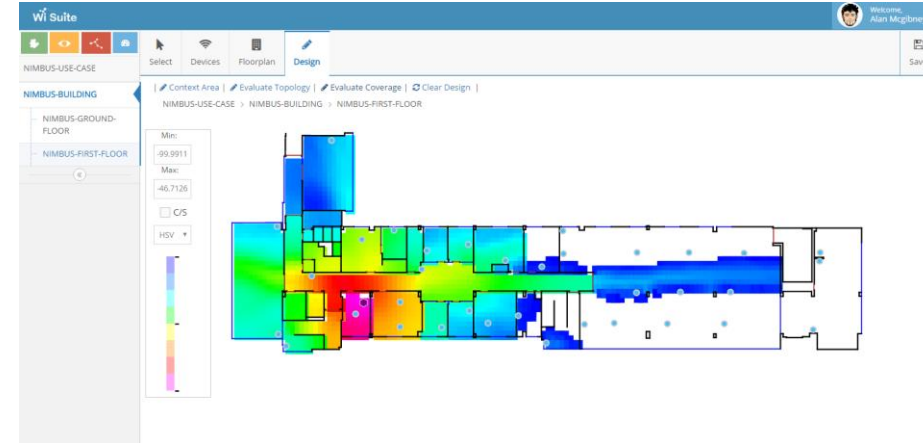 Wi Suite
Welcome,
Alan Mcgibne
NIMBUS-USE-CASE
NIMBUS-BUILDING
NIMBUS-GROUND-
FLOOR
NIMBUS-FIRST-FLOOR
Select Devices Floorplan Design
Sav
| Context Area | Evaluate Topology | Evaluate Coverage | Clear Design |
NIMBUS-USE-CASE > NIMBUS-BUILDING > NIMBUS-FIRST-FLOOR
Min:
-99.9911
Max:
-46.7126
C/S
HSV